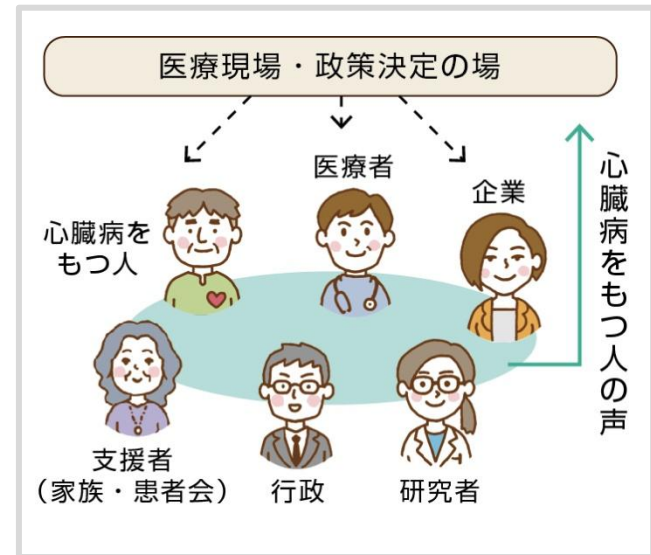 医療現場・政策決定の場
医療者
企業
心臓病を
もつ人
心臓病をもつ人の声
支援者
(家族・患者会)
行政
研究者